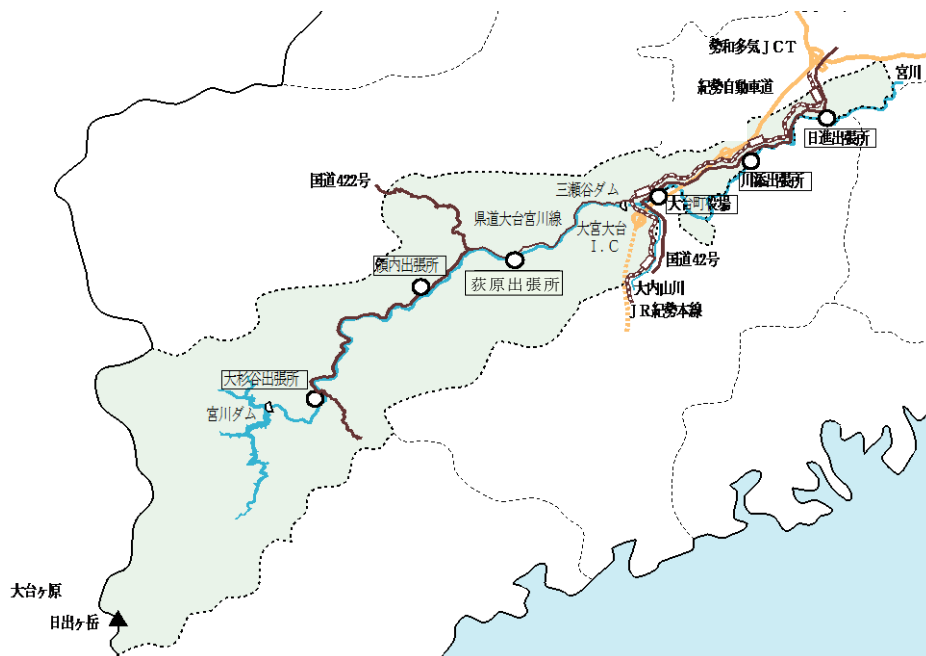 勢和多気ＪＣＴ
宮川
紀勢自動車道
日進出張所
川添出張所
国道422号
三瀬谷ダム
大台町役場
県道大台宮川線
大宮大台
Ｉ.Ｃ
国道42号
領内出張所
荻原出張所
大内山川
ＪＲ紀勢本線
大杉谷出張所
宮川ダム
大台ヶ原
日出ヶ岳